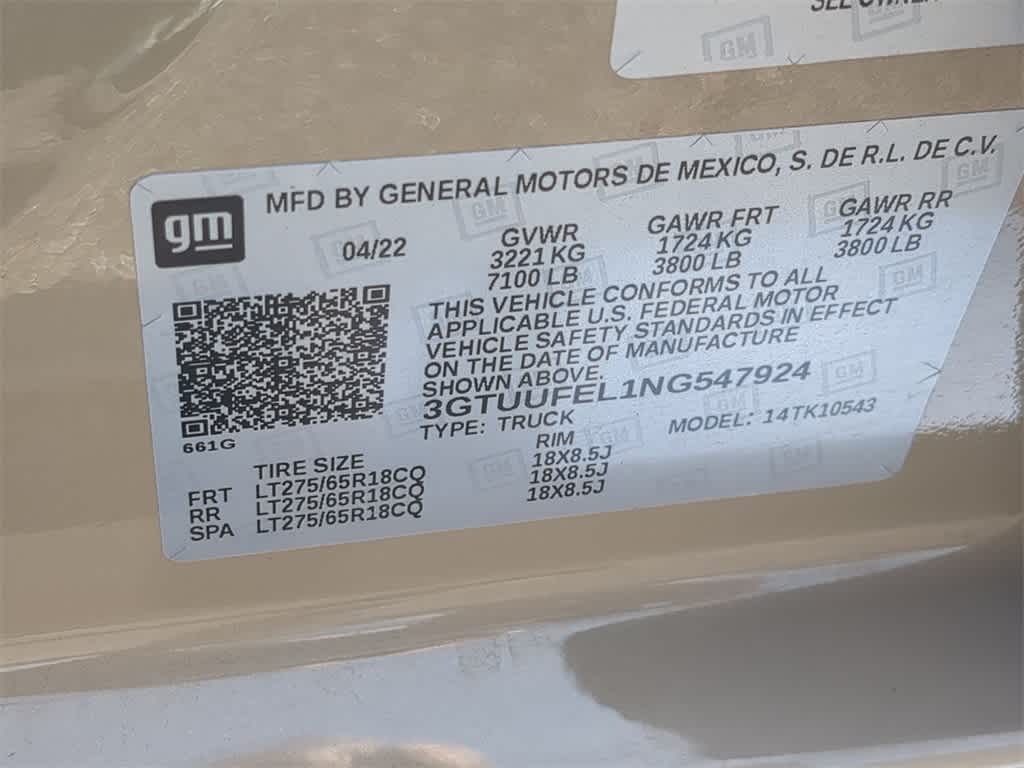 SEE OWNER
MFD BY GENERAL MOTORS DE MEXICO, S. DE R.L. DE C.V.
gm
04/22
GVWR
3221 KG
7100 LB
GAWR FRT
1724 KG
3800 LB
GAWR RR
1724 KG
3800 LB
THIS VEHICLE CONFORMS TO ALL
APPLICABLE U.S. FEDERAL MOTOR
VEHICLE SAFETY STANDARDS IN EFFECT
ON THE DATE OF MANUFACTURE
SHOWN ABOVE.
3GTUUFEL1NG547924
TYPE: TRUCK
MODEL: 14TK10543
661G
TIRE SIZE
RIM
FRT LT275/65R18CQ 18X8.5J
RR LT275/65R18CQ 18X8.5J
SPA LT275/65R18CQ 18X8.5J